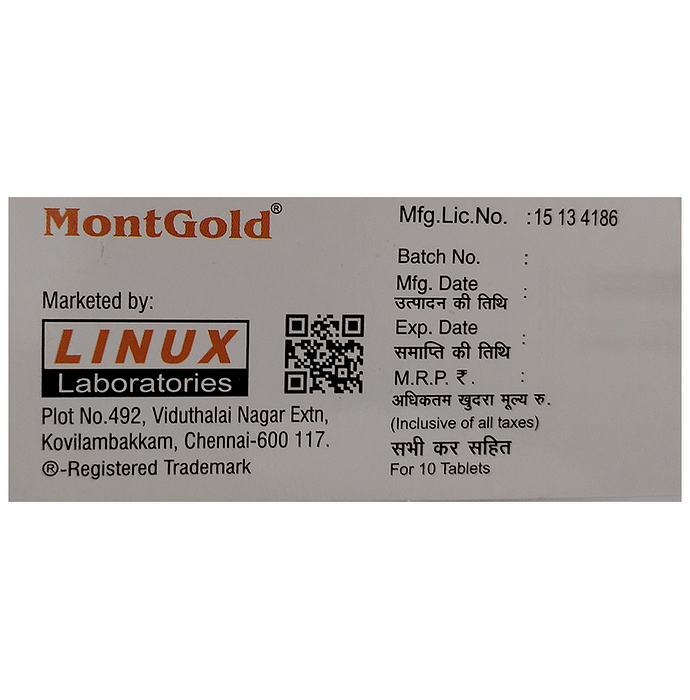 MontGold®
Marketed by:
LINUX
Laboratories
Plot No.492, Viduthalai Nagar Extn,
Kovilambakkam, Chennai-600 117.
®-Registered Trademark
Mfg.Lic.No. :15 13 4186
Batch No. :
Mfg. Date :
उत्पादन की तिथि
Exp. Date :
समाप्ति की तिथि
M.R.P. ₹. :
अधिकतम खुदरा मूल्य रु.
(Inclusive of all taxes)
सभी कर सहित
For 10 Tablets